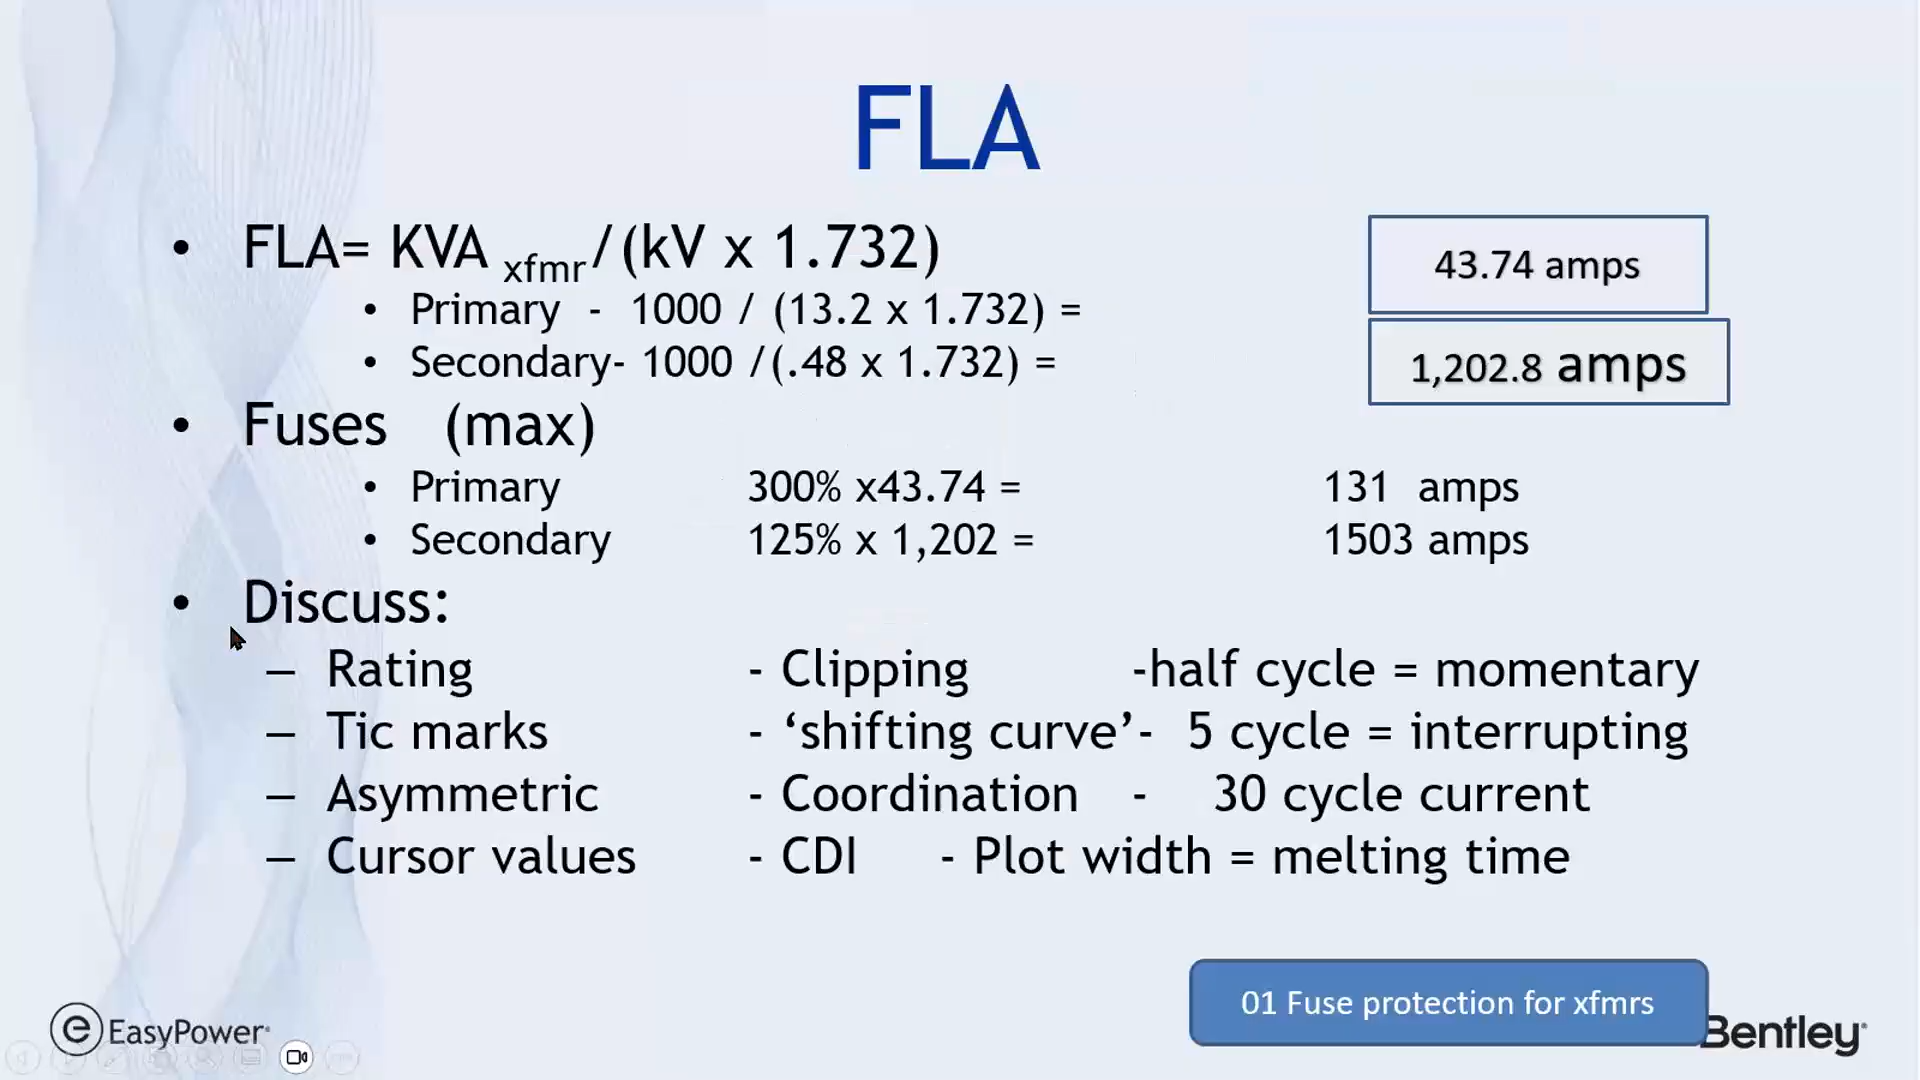 FLA
• FLA= KVA xfmr/(kV x 1.732)
43.74 amps
• Primary - 1000 / (13.2 x 1.732) =
• Secondary- 1000 /(.48 x 1.732) =
1,202.8 amps
• Fuses (max)
• Primary 300% x43.74 = 131 amps
• Secondary 125% x 1,202 = 1503 amps
• Discuss:
– Rating - Clipping -half cycle = momentary
– Tic marks - ‘shifting curve’- 5 cycle = interrupting
– Asymmetric - Coordination - 30 cycle current
– Cursor values - CDI - Plot width = melting time
01 Fuse protection for xfmrs
e EasyPower
Bentley